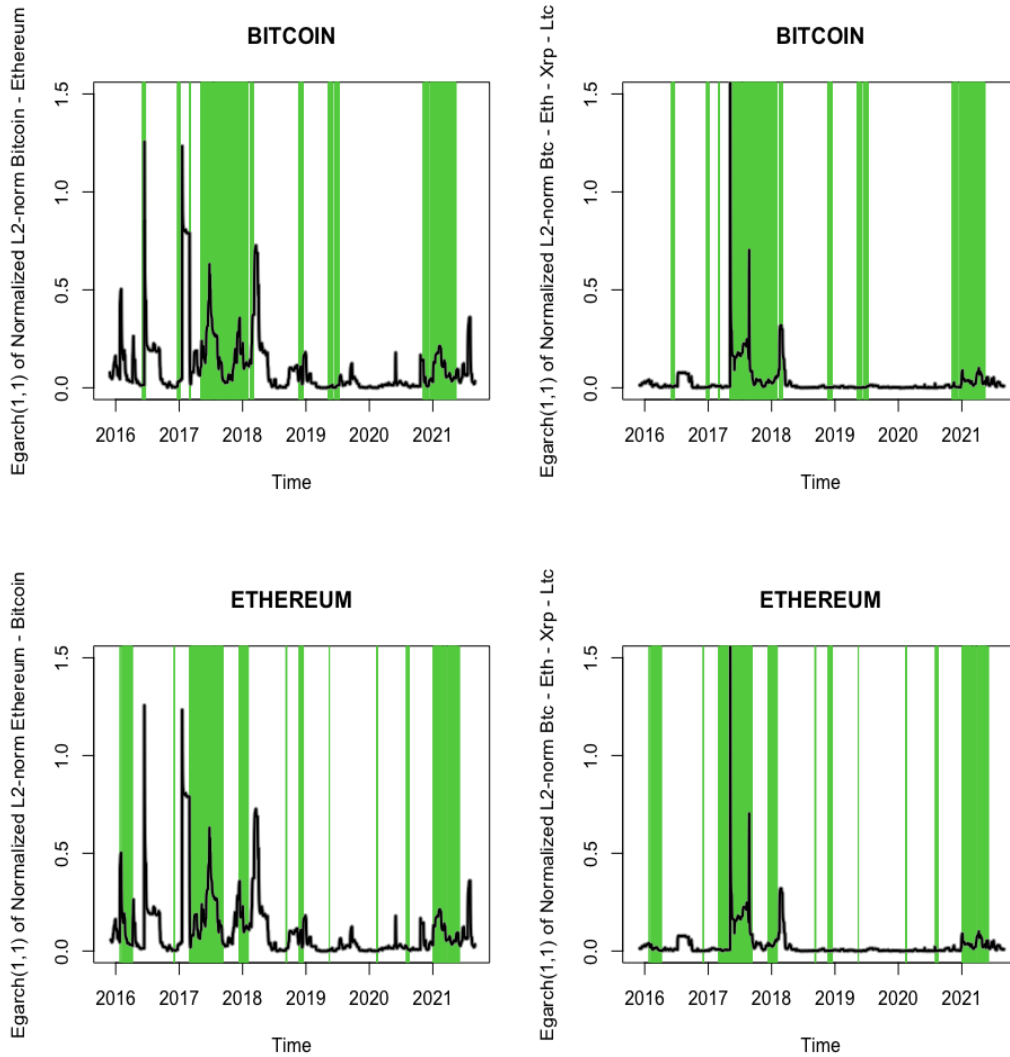 BITCOIN
Egarch(1,1) of Normalized L2-norm Bitcoin - Ethereum
1.5
1.0
0.5
0.0
2016 2017 2018 2019 2020 2021
Time
BITCOIN
Egarch(1,1) of Normalized L2-norm Btc - Eth - Xrp - Ltc
1.5
1.0
0.5
0.0
2016 2017 2018 2019 2020 2021
Time
ETHEREUM
Egarch(1,1) of Normalized L2-norm Ethereum - Bitcoin
1.5
1.0
0.5
0.0
2016 2017 2018 2019 2020 2021
Time
ETHEREUM
Egarch(1,1) of Normalized L2-norm Btc - Eth - Xrp - Ltc
1.5
1.0
0.5
0.0
2016 2017 2018 2019 2020 2021
Time